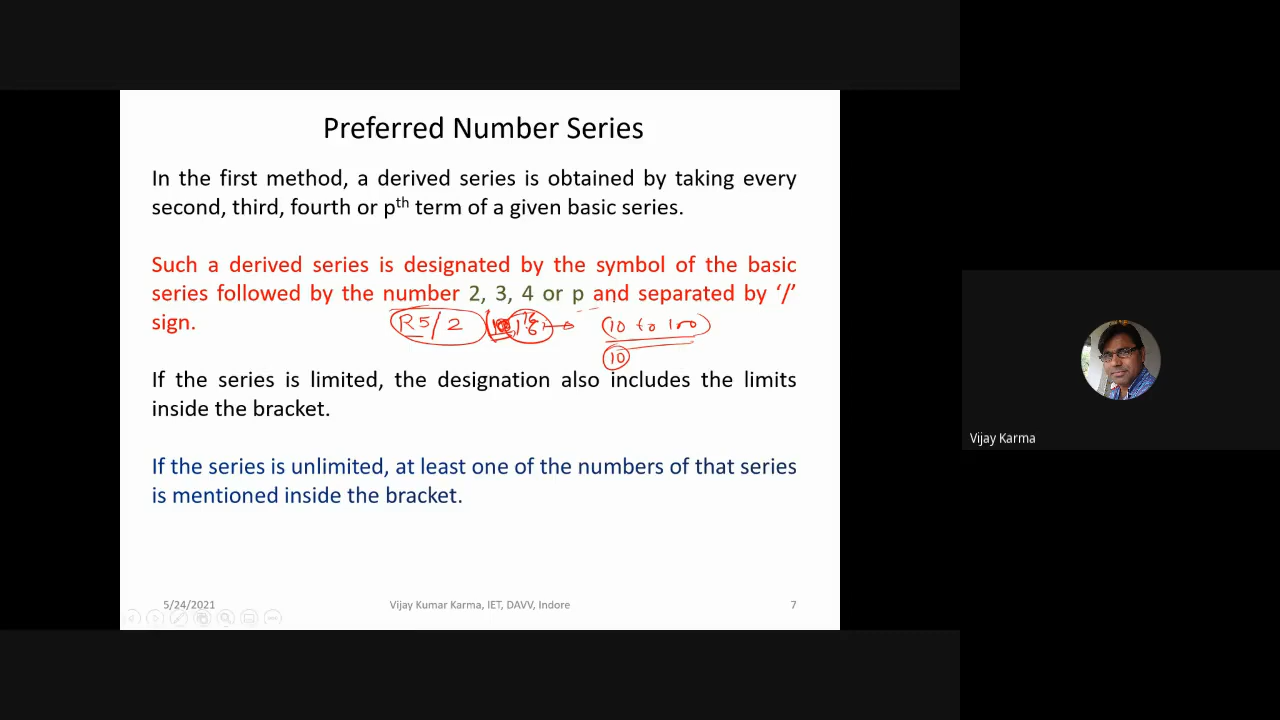 Preferred Number Series
In the first method, a derived series is obtained by taking every
second, third, fourth or pth term of a given basic series.
Such a derived series is designated by the symbol of the basic
series followed by the number 2, 3, 4 or p and separated by ‘/’
sign.
R5/2 (10 to 100)
10
If the series is limited, the designation also includes the limits
inside the bracket.
If the series is unlimited, at least one of the numbers of that series
is mentioned inside the bracket.
5/24/2021 Vijay Kumar Karma, IET, DAVV, Indore 7
Vijay Karma